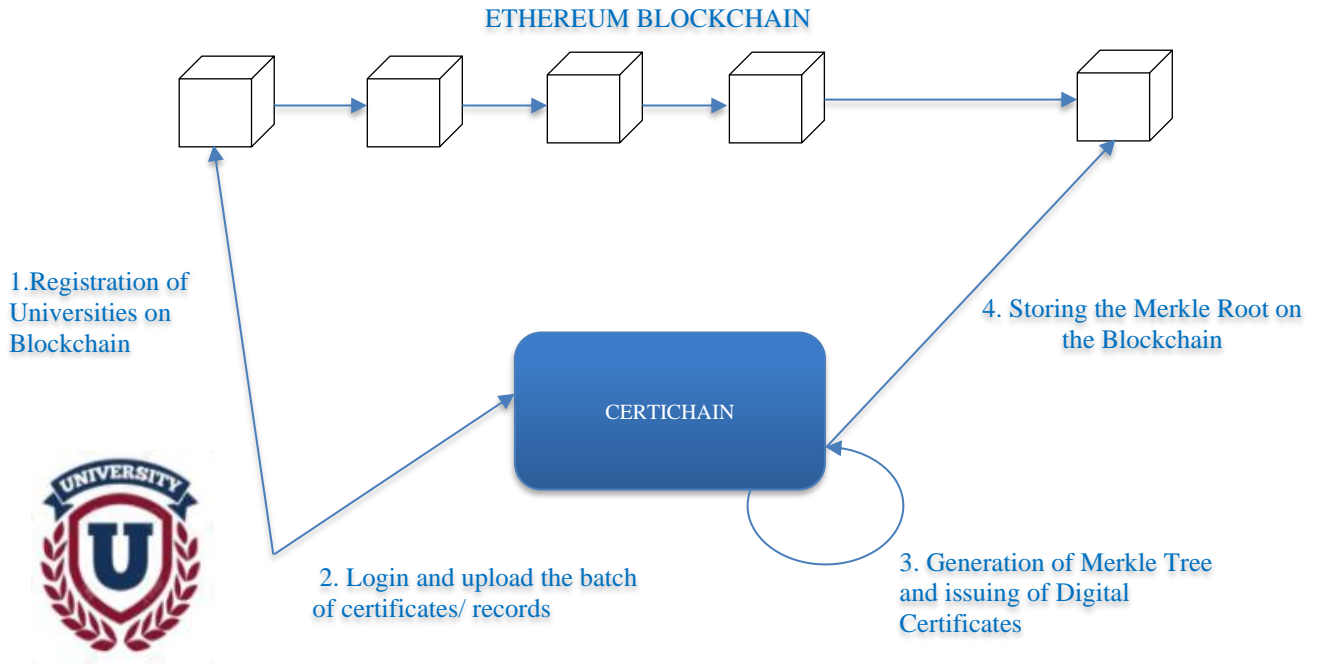 ETHEREUM BLOCKCHAIN
1.Registration of
Universities on
Blockchain
4. Storing the Merkle Root on
the Blockchain
CERTICHAIN
UNIVERSITY
U
2. Login and upload the batch
of certificates/ records
3. Generation of Merkle Tree
and issuing of Digital
Certificates